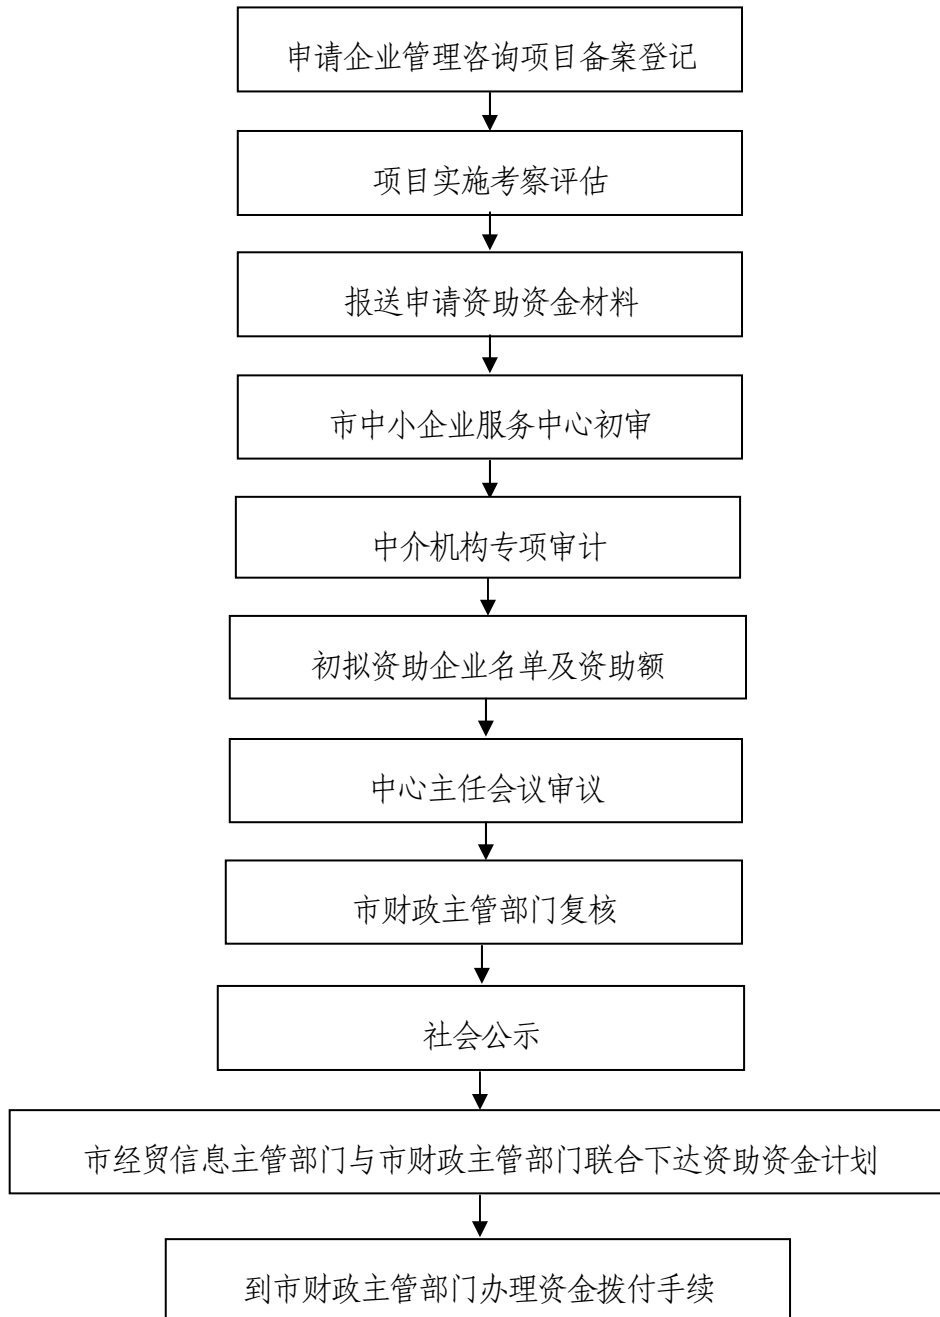 申请企业管理咨询项目备案登记
项目实施考察评估
报送申请资助资金材料
市中小企业服务中心初审
中介机构专项审计
初拟资助企业名单及资助额
中心主任会议审议
市财政主管部门复核
社会公示
市经贸信息主管部门与市财政主管部门联合下达资助资金计划
到市财政主管部门办理资金拨付手续